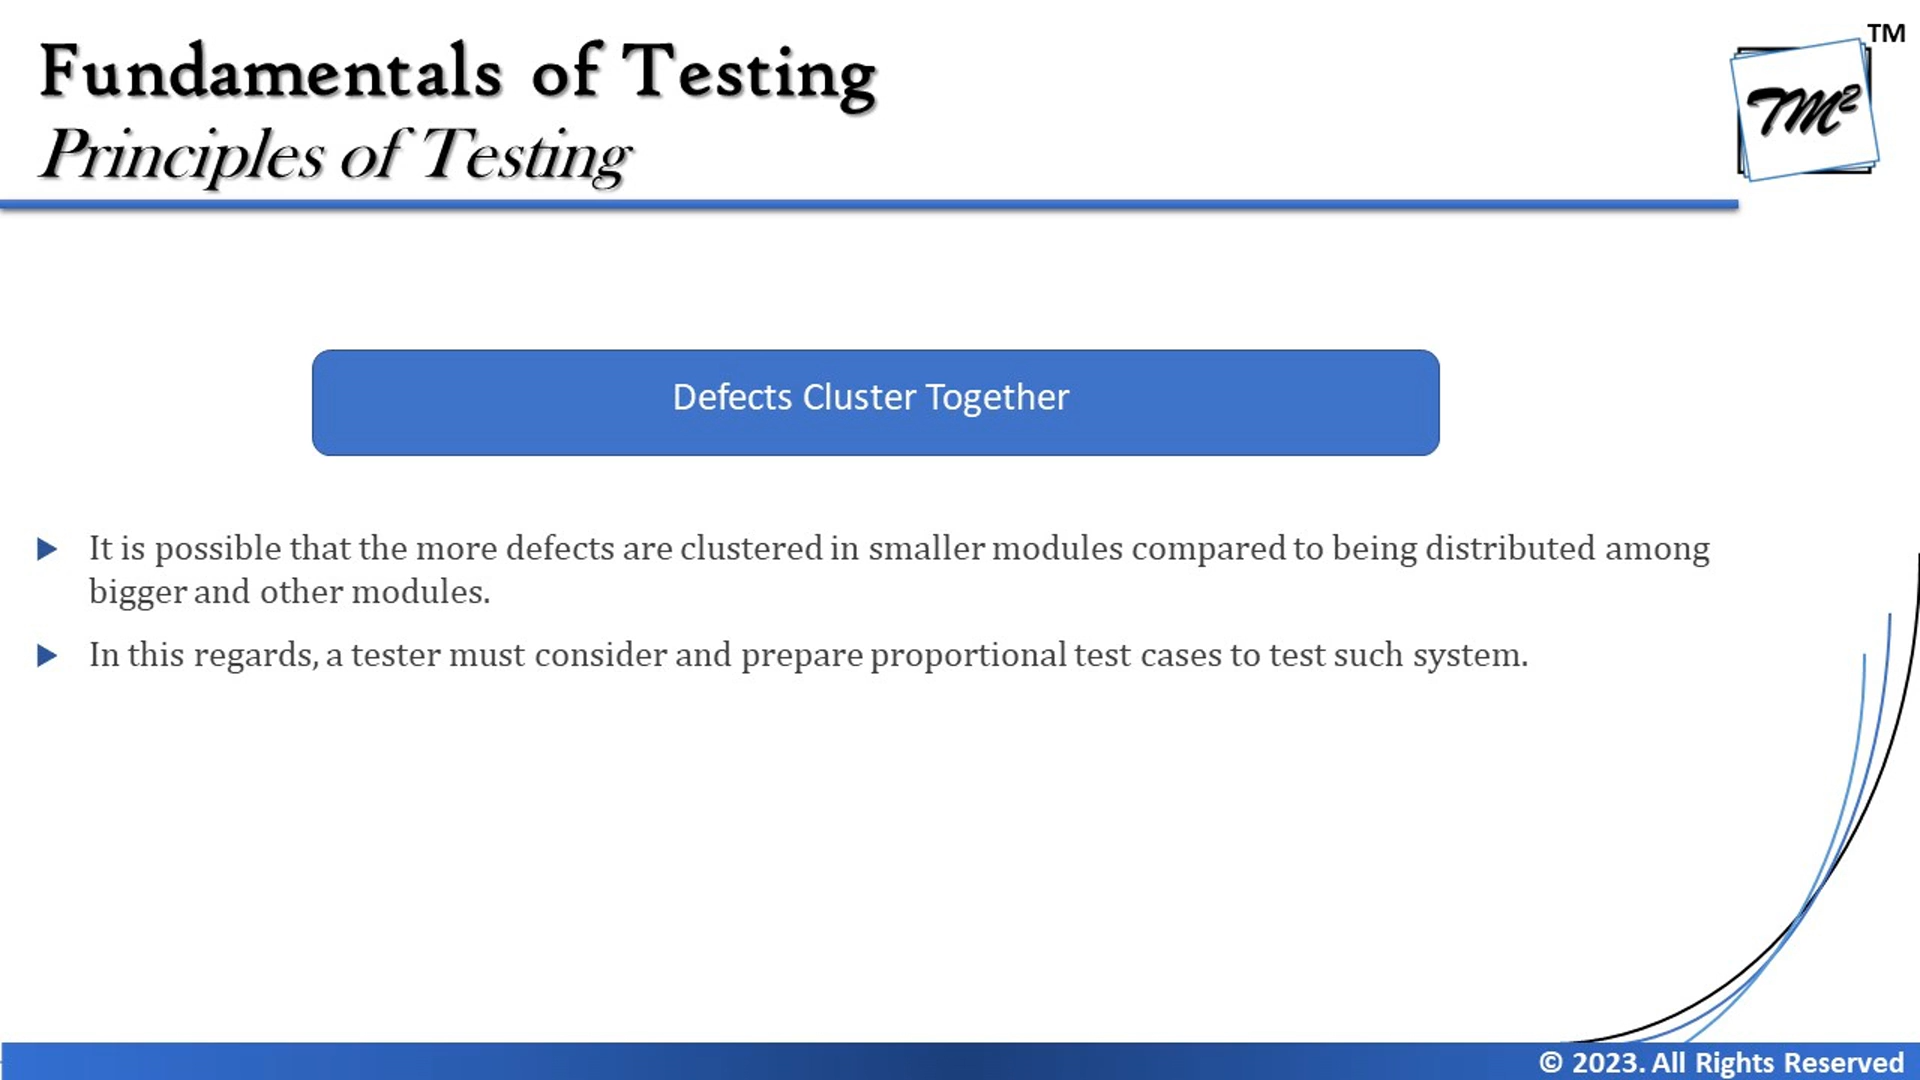 Fundamentals of Testing
TM
Principles of Testing
TM²
Defects Cluster Together
It is possible that the more defects are clustered in smaller modules compared to being distributed among
bigger and other modules.
In this regards, a tester must consider and prepare proportional test cases to test such system.
© 2023. All Rights Reserved